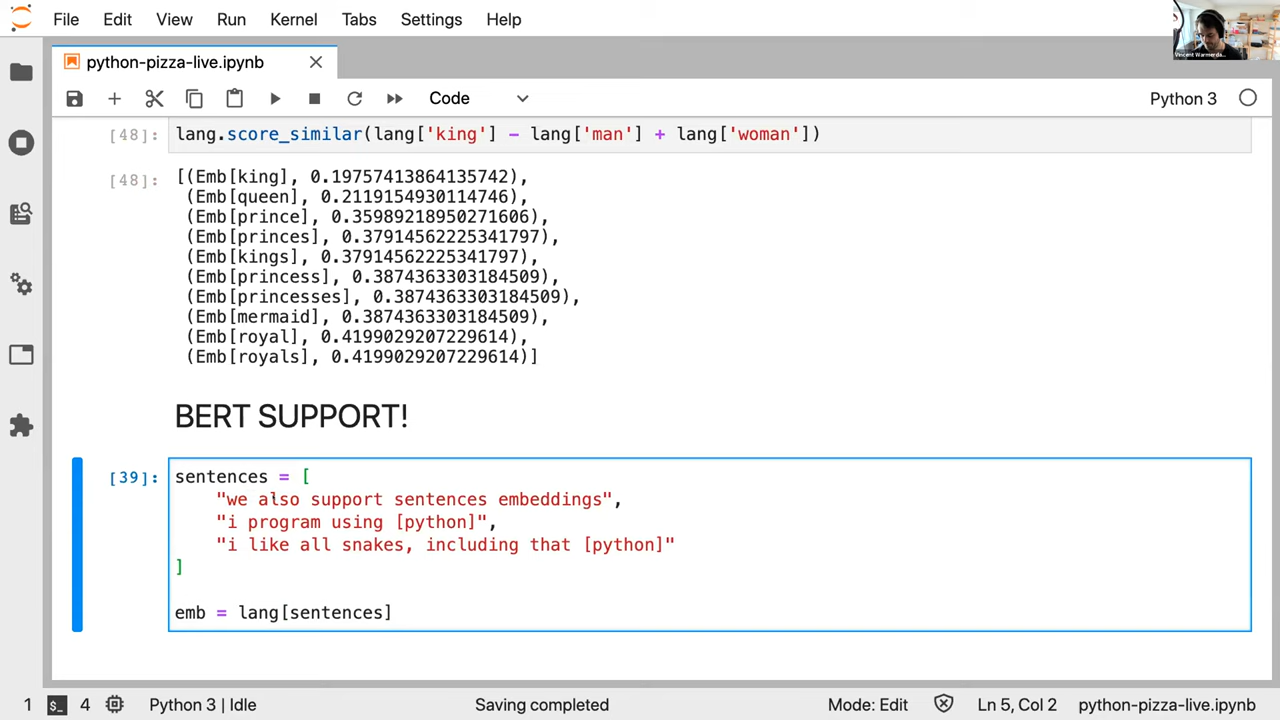 File Edit View Run Kernel Tabs Settings Help
Vincent Warmerda...
python-pizza-live.ipynb
Code
Python 3
[48]: lang.score_similar(lang['king'] - lang['man'] + lang['woman'])
[48]: [(Emb[king], 0.19757413864135742),
(Emb[queen], 0.2119154930114746),
(Emb[prince], 0.35989218950271606),
(Emb[princes], 0.37914562225341797),
(Emb[kings], 0.37914562225341797),
(Emb[princess], 0.3874363303184509),
(Emb[princesses], 0.3874363303184509),
(Emb[mermaid], 0.3874363303184509),
(Emb[royal], 0.4199029207229614),
(Emb[royals], 0.4199029207229614)]
BERT SUPPORT!
[39]: sentences = [
"we also support sentences embeddings",
"i program using [python]",
"i like all snakes, including that [python]"
]
emb = lang[sentences]
1 $_ 4 Python 3 | Idle Saving completed Mode: Edit Ln 5, Col 2 python-pizza-live.ipynb